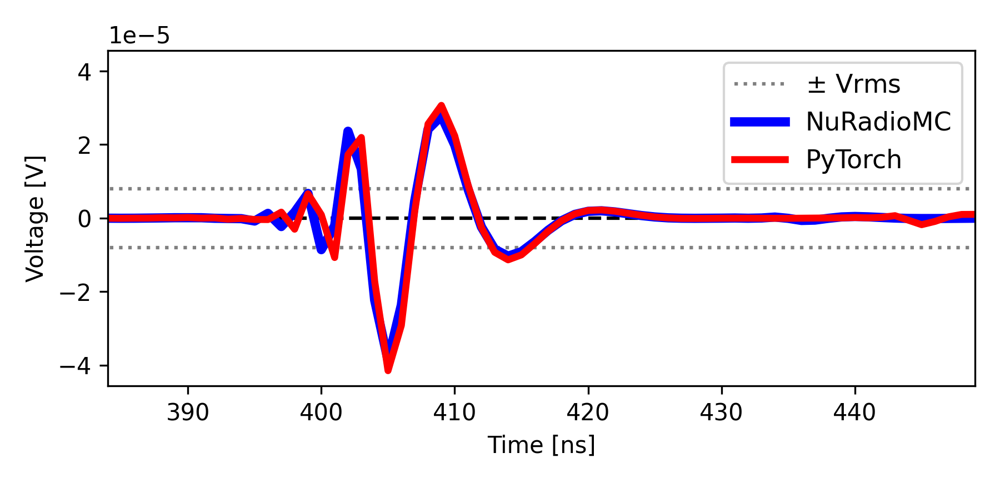 1e−5
4
2
0
−2
−4
Voltage [V]
± Vrms
NuRadioMC
PyTorch
390 400 410 420 430 440
Time [ns]